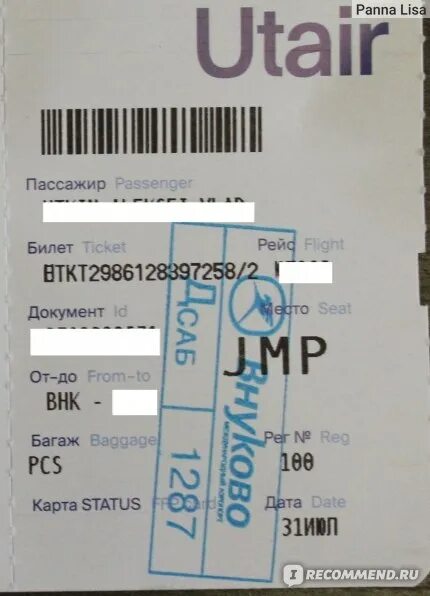 Panna Lisa
Utair
Пассажир Passenger
Билет Ticket
Рейс Flight
ETKT2986128397258/2
Документ Id
Место Seat
JMP
От-до From-to
ВНК -
Багаж Baggage
Рег № Reg
PCS
100
Карта STATUS FFP card
Дата Date
31ИЮЛ
ДСАБ 1287
Внуково
международный аэропорт
IRECOMMEND.RU